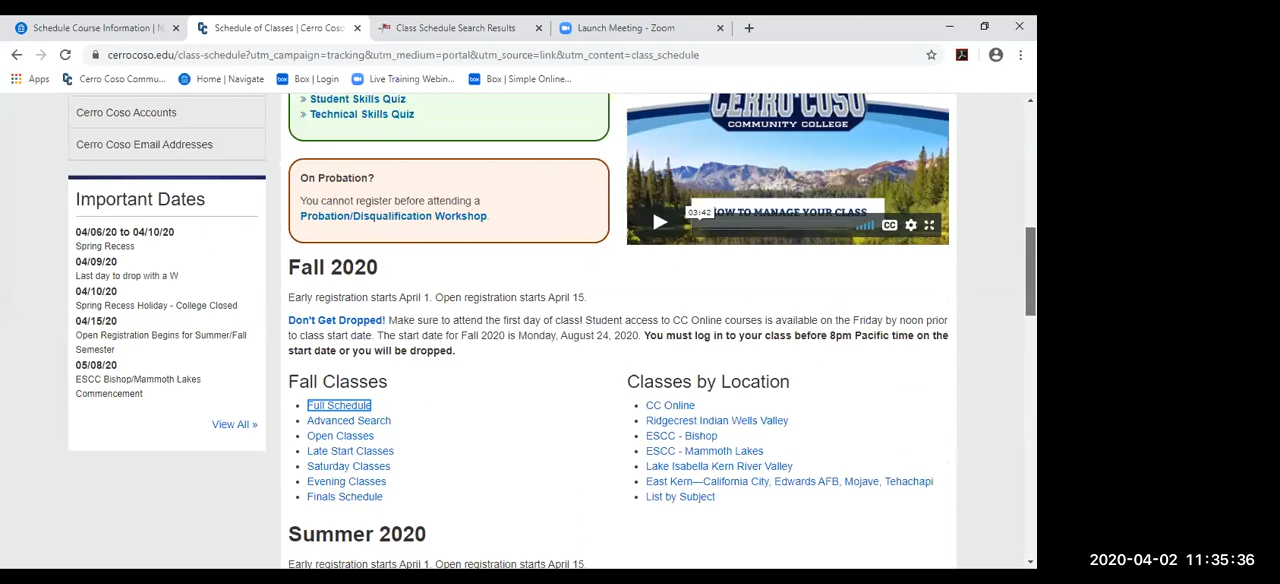 Schedule Course Information | N
Schedule of Classes | Cerro Coso
Class Schedule Search Results
Launch Meeting - Zoom
cerrocoso.edu/class-schedule?utm_campaign=tracking&utm_medium=portal&utm_source=link&utm_content=class_schedule
Apps
Cerro Coso Commu...
Home | Navigate
box
Box | Login
Live Training Webin...
box
Box | Simple Online...
Cerro Coso Accounts
Cerro Coso Email Addresses
Important Dates
04/06/20 to 04/10/20
Spring Recess
04/09/20
Last day to drop with a W
04/10/20
Spring Recess Holiday - College Closed
04/15/20
Open Registration Begins for Summer/Fall
Semester
05/08/20
ESCC Bishop/Mammoth Lakes
Commencement
View All »
» Student Skills Quiz
» Technical Skills Quiz
On Probation?
You cannot register before attending a
Probation/Disqualification Workshop.
CERRO COSO
COMMUNITY COLLEGE
03:42
HOW TO MANAGE YOUR CLASS
CC
Fall 2020
Early registration starts April 1. Open registration starts April 15.
Don't Get Dropped! Make sure to attend the first day of class! Student access to CC Online courses is available on the Friday by noon prior
to class start date. The start date for Fall 2020 is Monday, August 24, 2020. You must log in to your class before 8pm Pacific time on the
start date or you will be dropped.
Fall Classes
• Full Schedule
• Advanced Search
• Open Classes
• Late Start Classes
• Saturday Classes
• Evening Classes
• Finals Schedule
Classes by Location
• CC Online
• Ridgecrest Indian Wells Valley
• ESCC - Bishop
• ESCC - Mammoth Lakes
• Lake Isabella Kern River Valley
• East Kern—California City, Edwards AFB, Mojave, Tehachapi
• List by Subject
Summer 2020
Early registration starts April 1. Open registration starts April 15.
2020-04-02 11:35:36